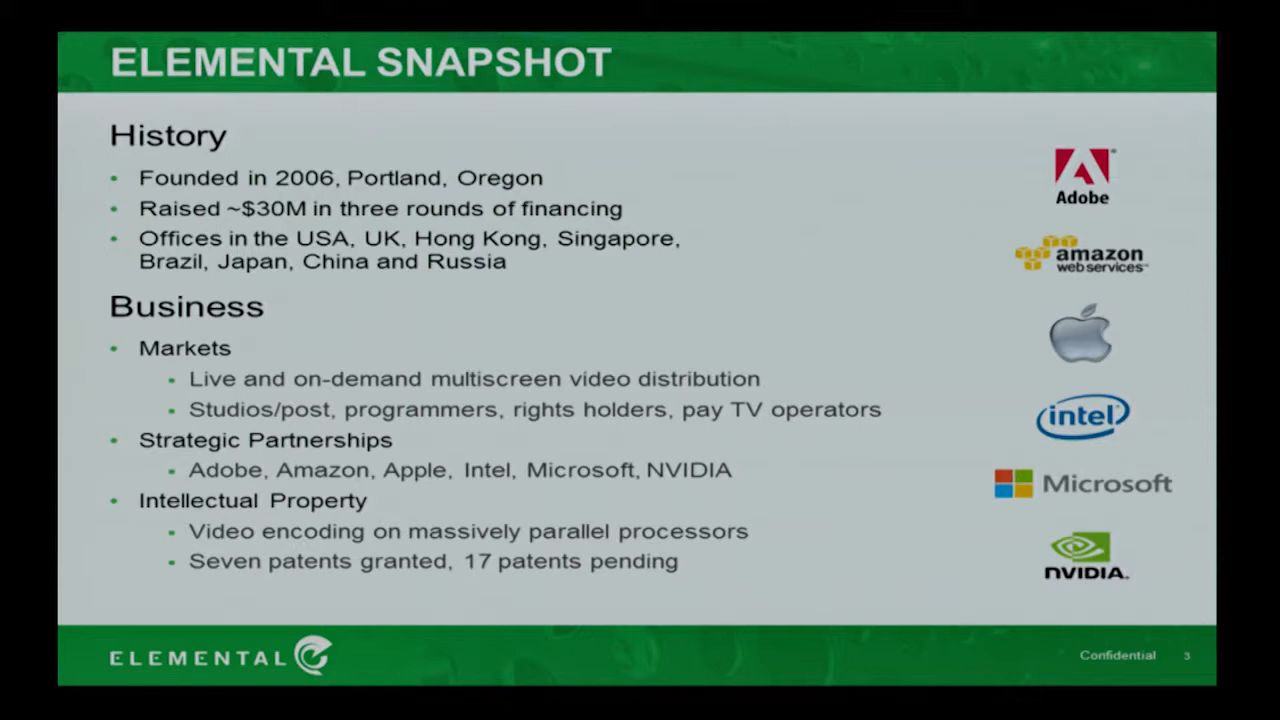 ELEMENTAL SNAPSHOT
History
• Founded in 2006, Portland, Oregon
• Raised ~$30M in three rounds of financing
• Offices in the USA, UK, Hong Kong, Singapore,
Brazil, Japan, China and Russia
Business
• Markets
• Live and on-demand multiscreen video distribution
• Studios/post, programmers, rights holders, pay TV operators
• Strategic Partnerships
• Adobe, Amazon, Apple, Intel, Microsoft, NVIDIA
• Intellectual Property
• Video encoding on massively parallel processors
• Seven patents granted, 17 patents pending
Adobe
amazon
webservices™
intel
Microsoft
NVIDIA.
ELEMENTAL
Confidential 3